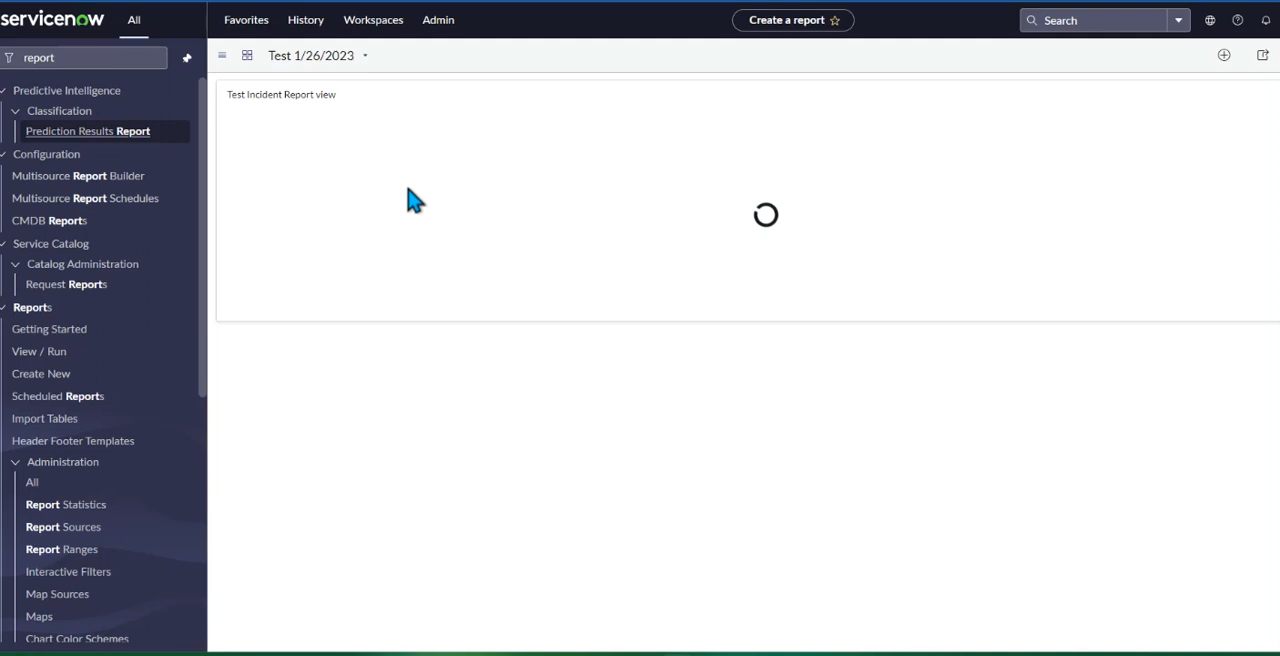 servicenow
All
Favorites
History
Workspaces
Admin
Create a report
Search
report
Test 1/26/2023
Predictive Intelligence
Classification
Prediction Results Report
Configuration
Multisource Report Builder
Multisource Report Schedules
CMDB Reports
Service Catalog
Catalog Administration
Request Reports
Reports
Getting Started
View / Run
Create New
Scheduled Reports
Import Tables
Header Footer Templates
Administration
All
Report Statistics
Report Sources
Report Ranges
Interactive Filters
Map Sources
Maps
Chart Color Schemes
Test Incident Report view